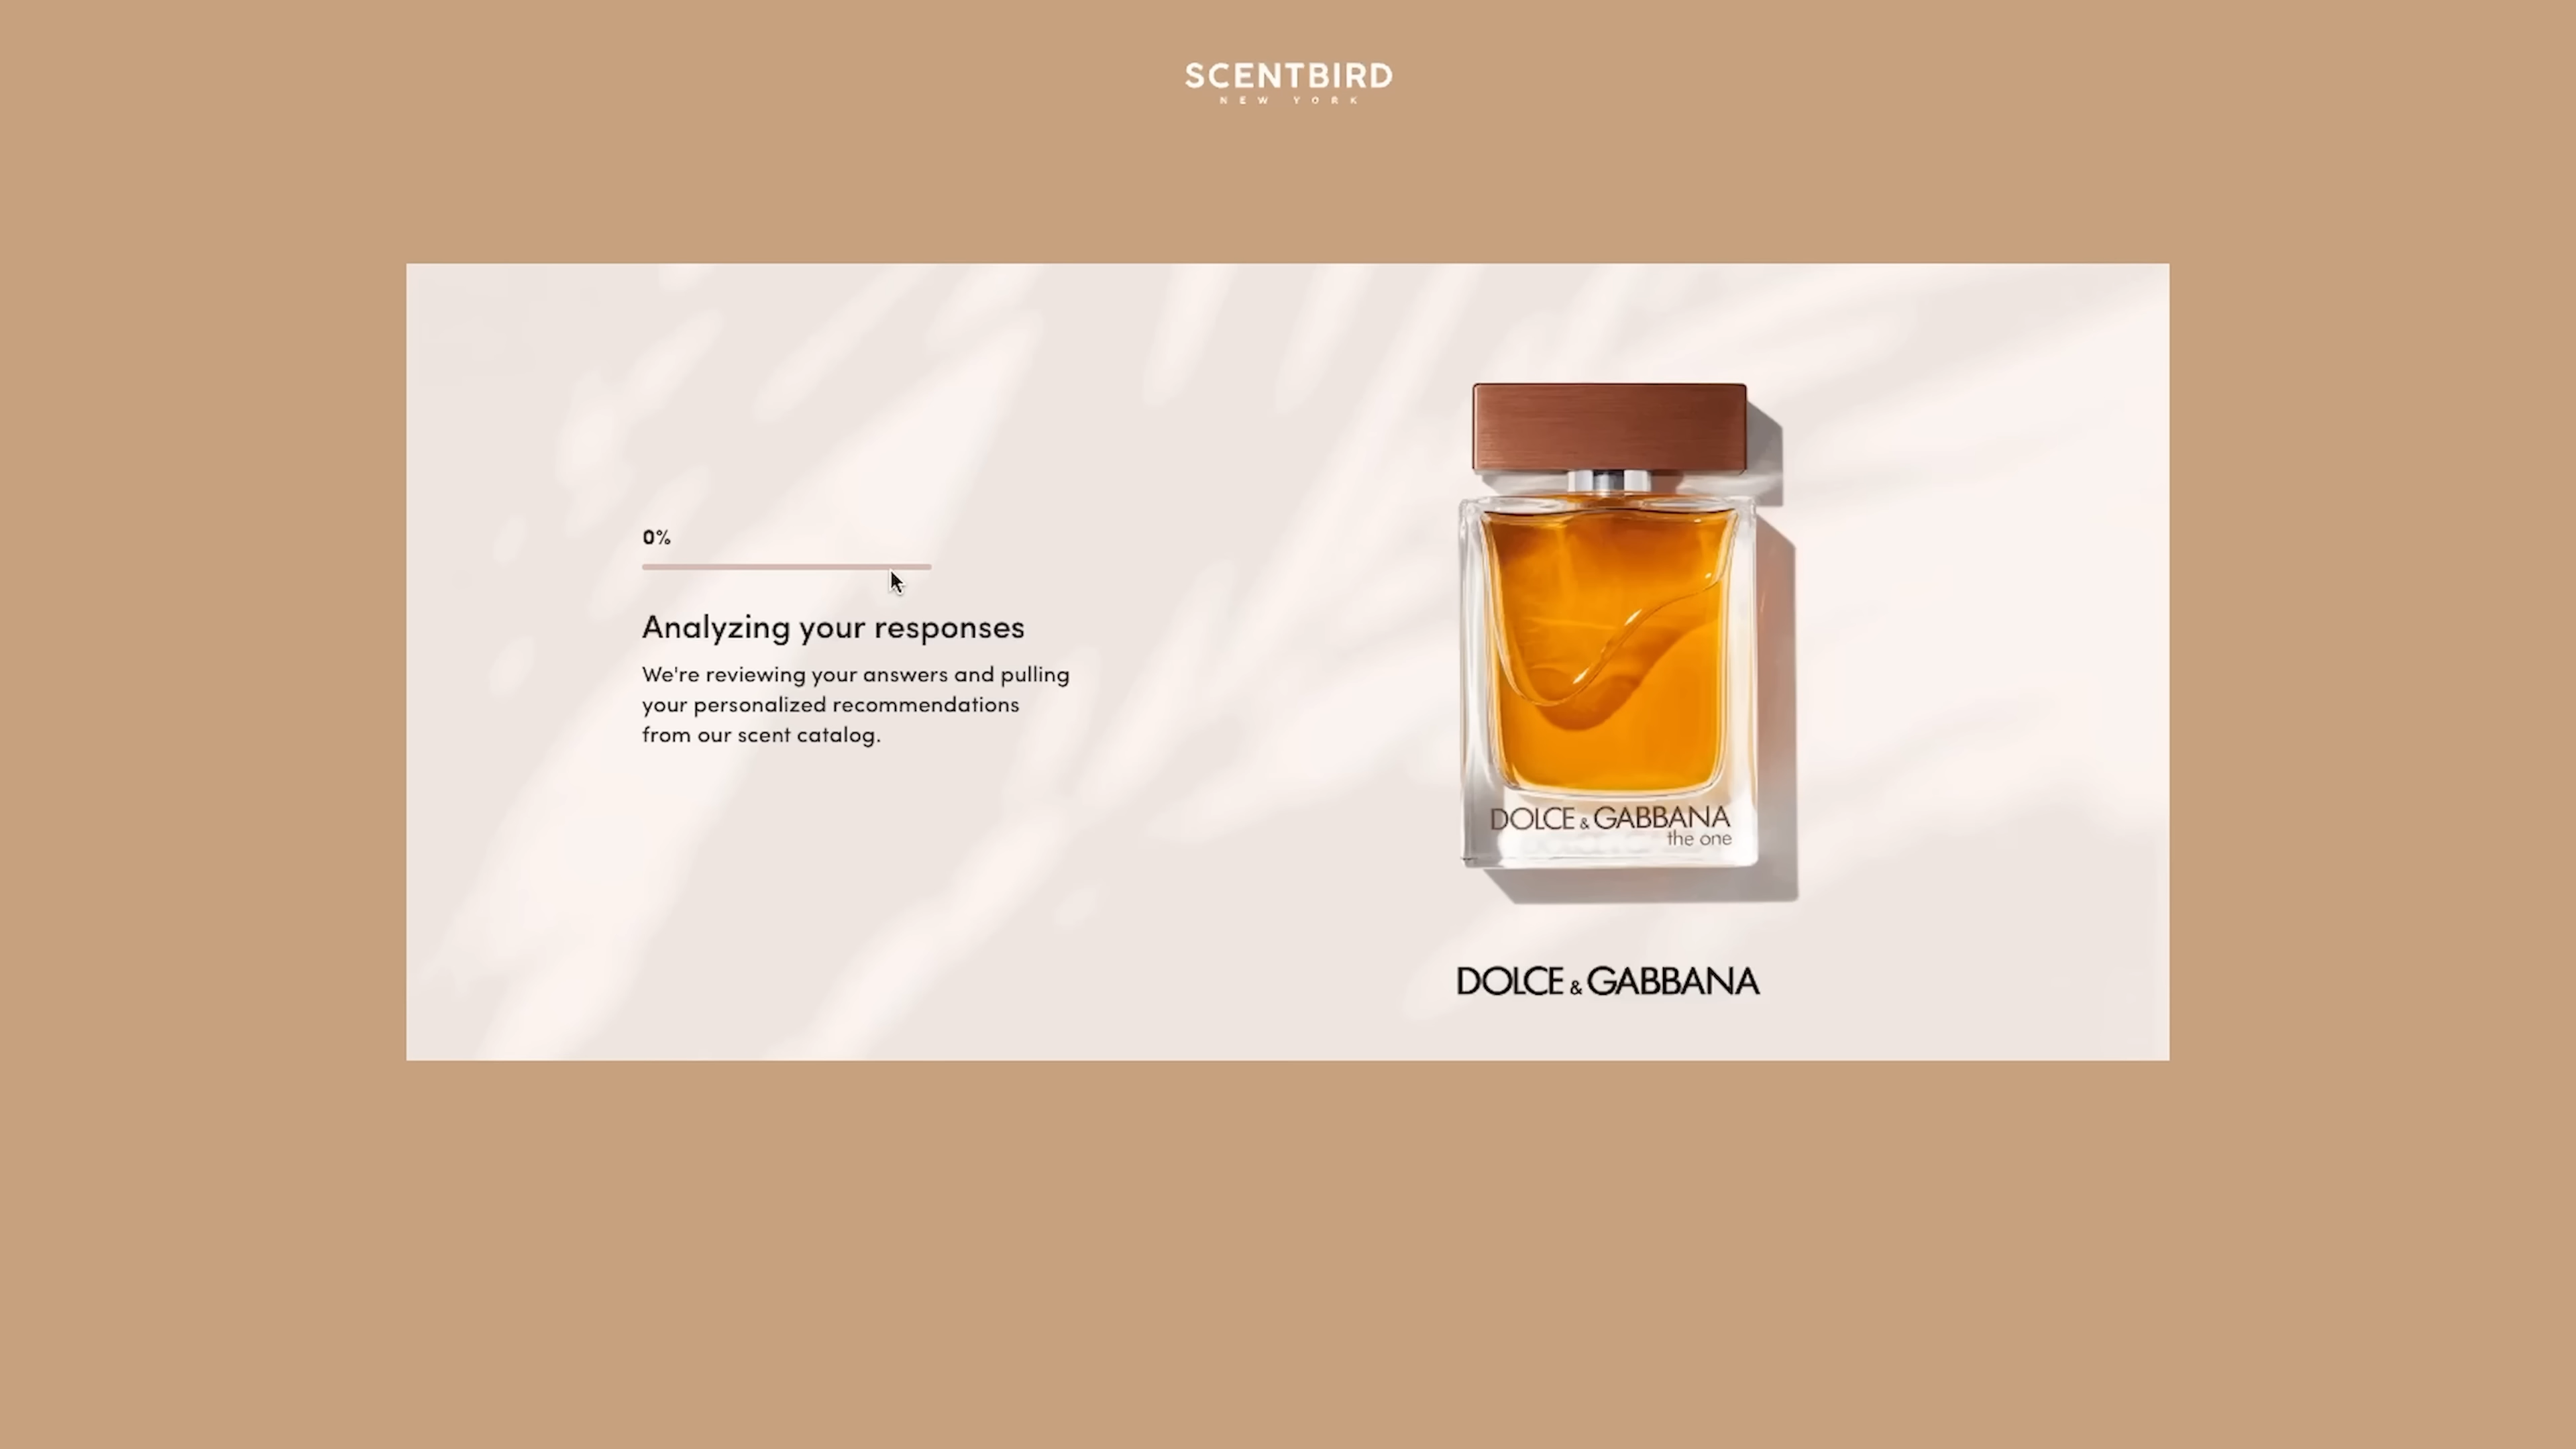 SCENTBIRD
NEW YORK
0%
Analyzing your responses
We're reviewing your answers and pulling
your personalized recommendations
from our scent catalog.
DOLCE & GABBANA
the one
DOLCE & GABBANA